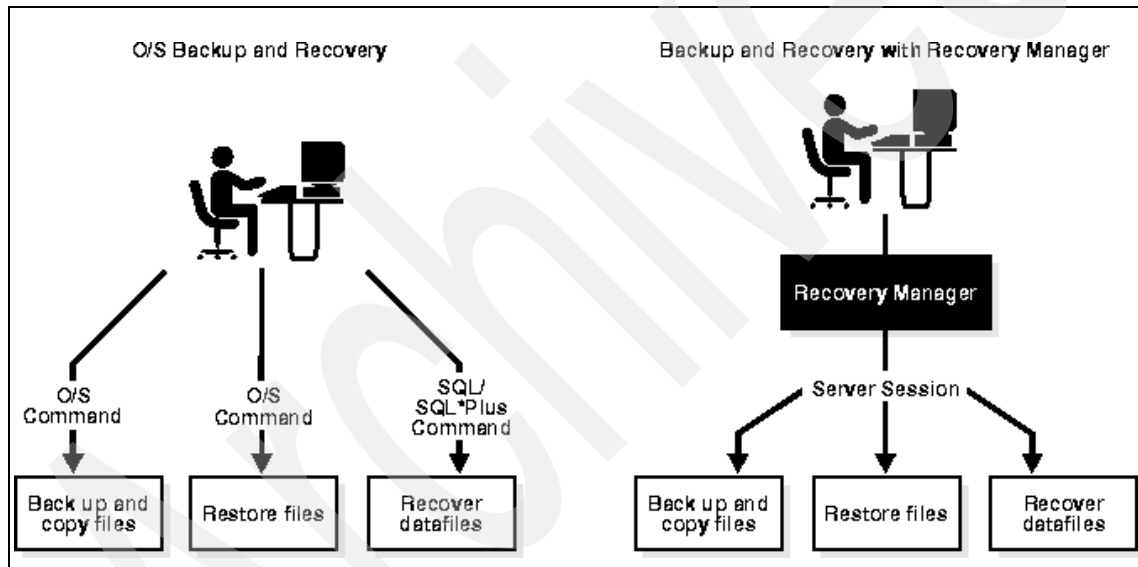 O/S Backup and Recovery
O/S
Command
O/S
Command
SQL/
SQL*Plus
Command
Back up and
copy files
Restore files
Recover
datafiles
Backup and Recovery with Recovery Manager
Recovery Manager
Server Session
Back up and
copy files
Restore files
Recover
datafiles
Archived